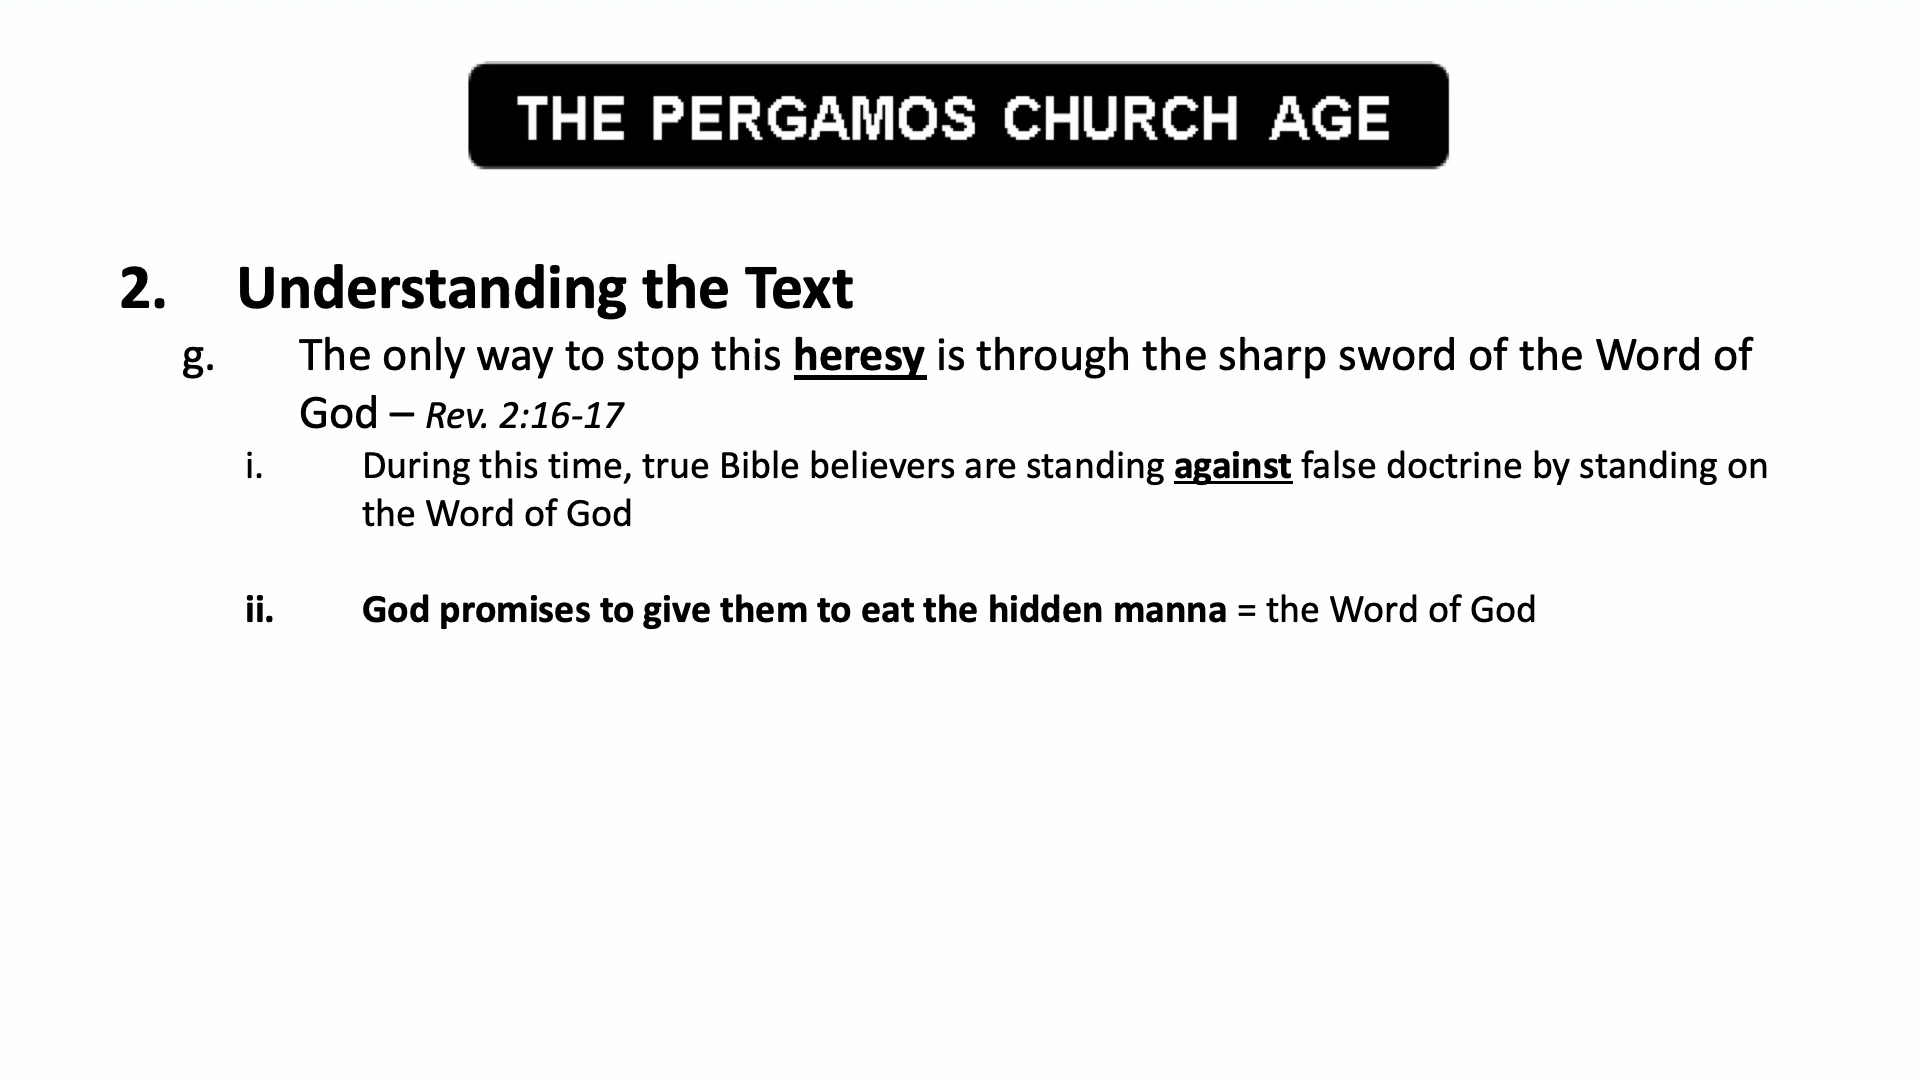 THE PERGAMOS CHURCH AGE
2. Understanding the Text
g. The only way to stop this heresy is through the sharp sword of the Word of
God – Rev. 2:16-17
i. During this time, true Bible believers are standing against false doctrine by standing on
the Word of God
ii. God promises to give them to eat the hidden manna = the Word of God